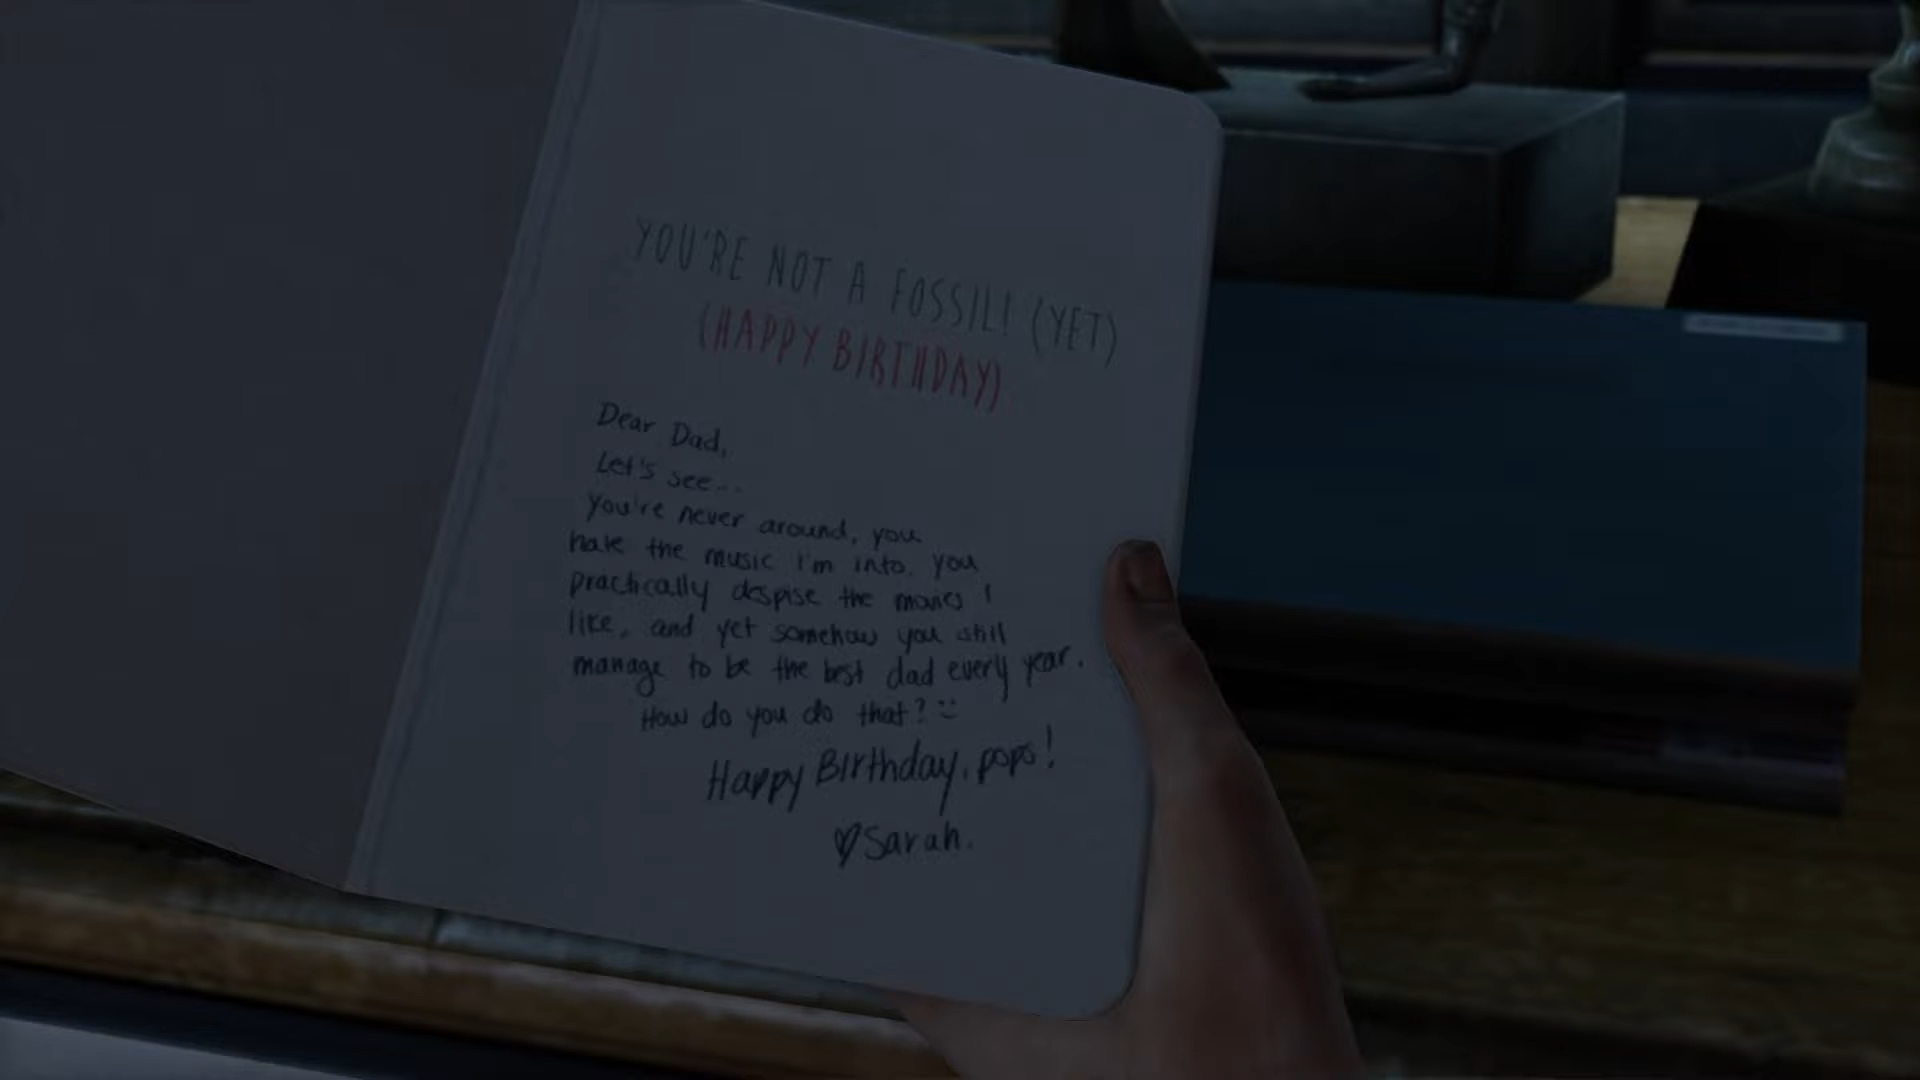 YOU'RE NOT A FOSSIL! (YET)
(HAPPY BIRTHDAY)
Dear Dad,
Let's see...
You're never around, you
hate the music I'm into, you
practically despise the movies I
like, and yet somehow you still
manage to be the best dad every year.
How do you do that? :)
Happy Birthday, pops!
♡Sarah.